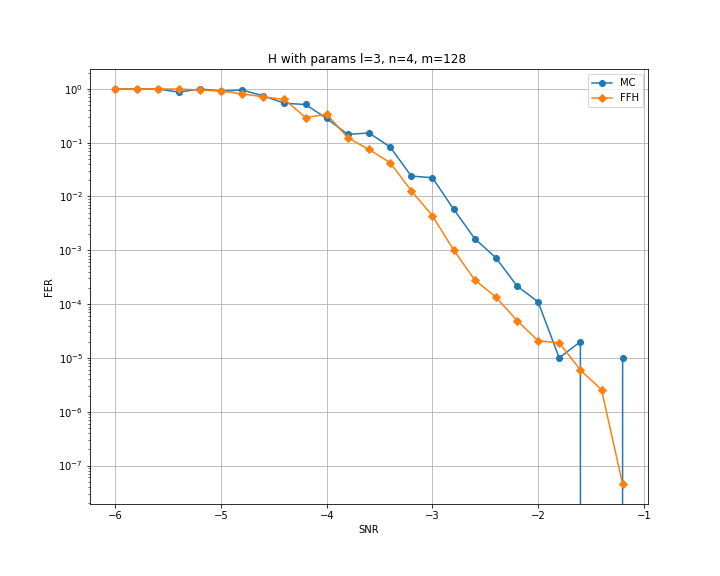 H with params l=3, n=4, m=128
MC
FFH
FER
10⁰
10⁻¹
10⁻²
10⁻³
10⁻⁴
10⁻⁵
10⁻⁶
10⁻⁷
−6 −5 −4 −3 −2 −1
SNR